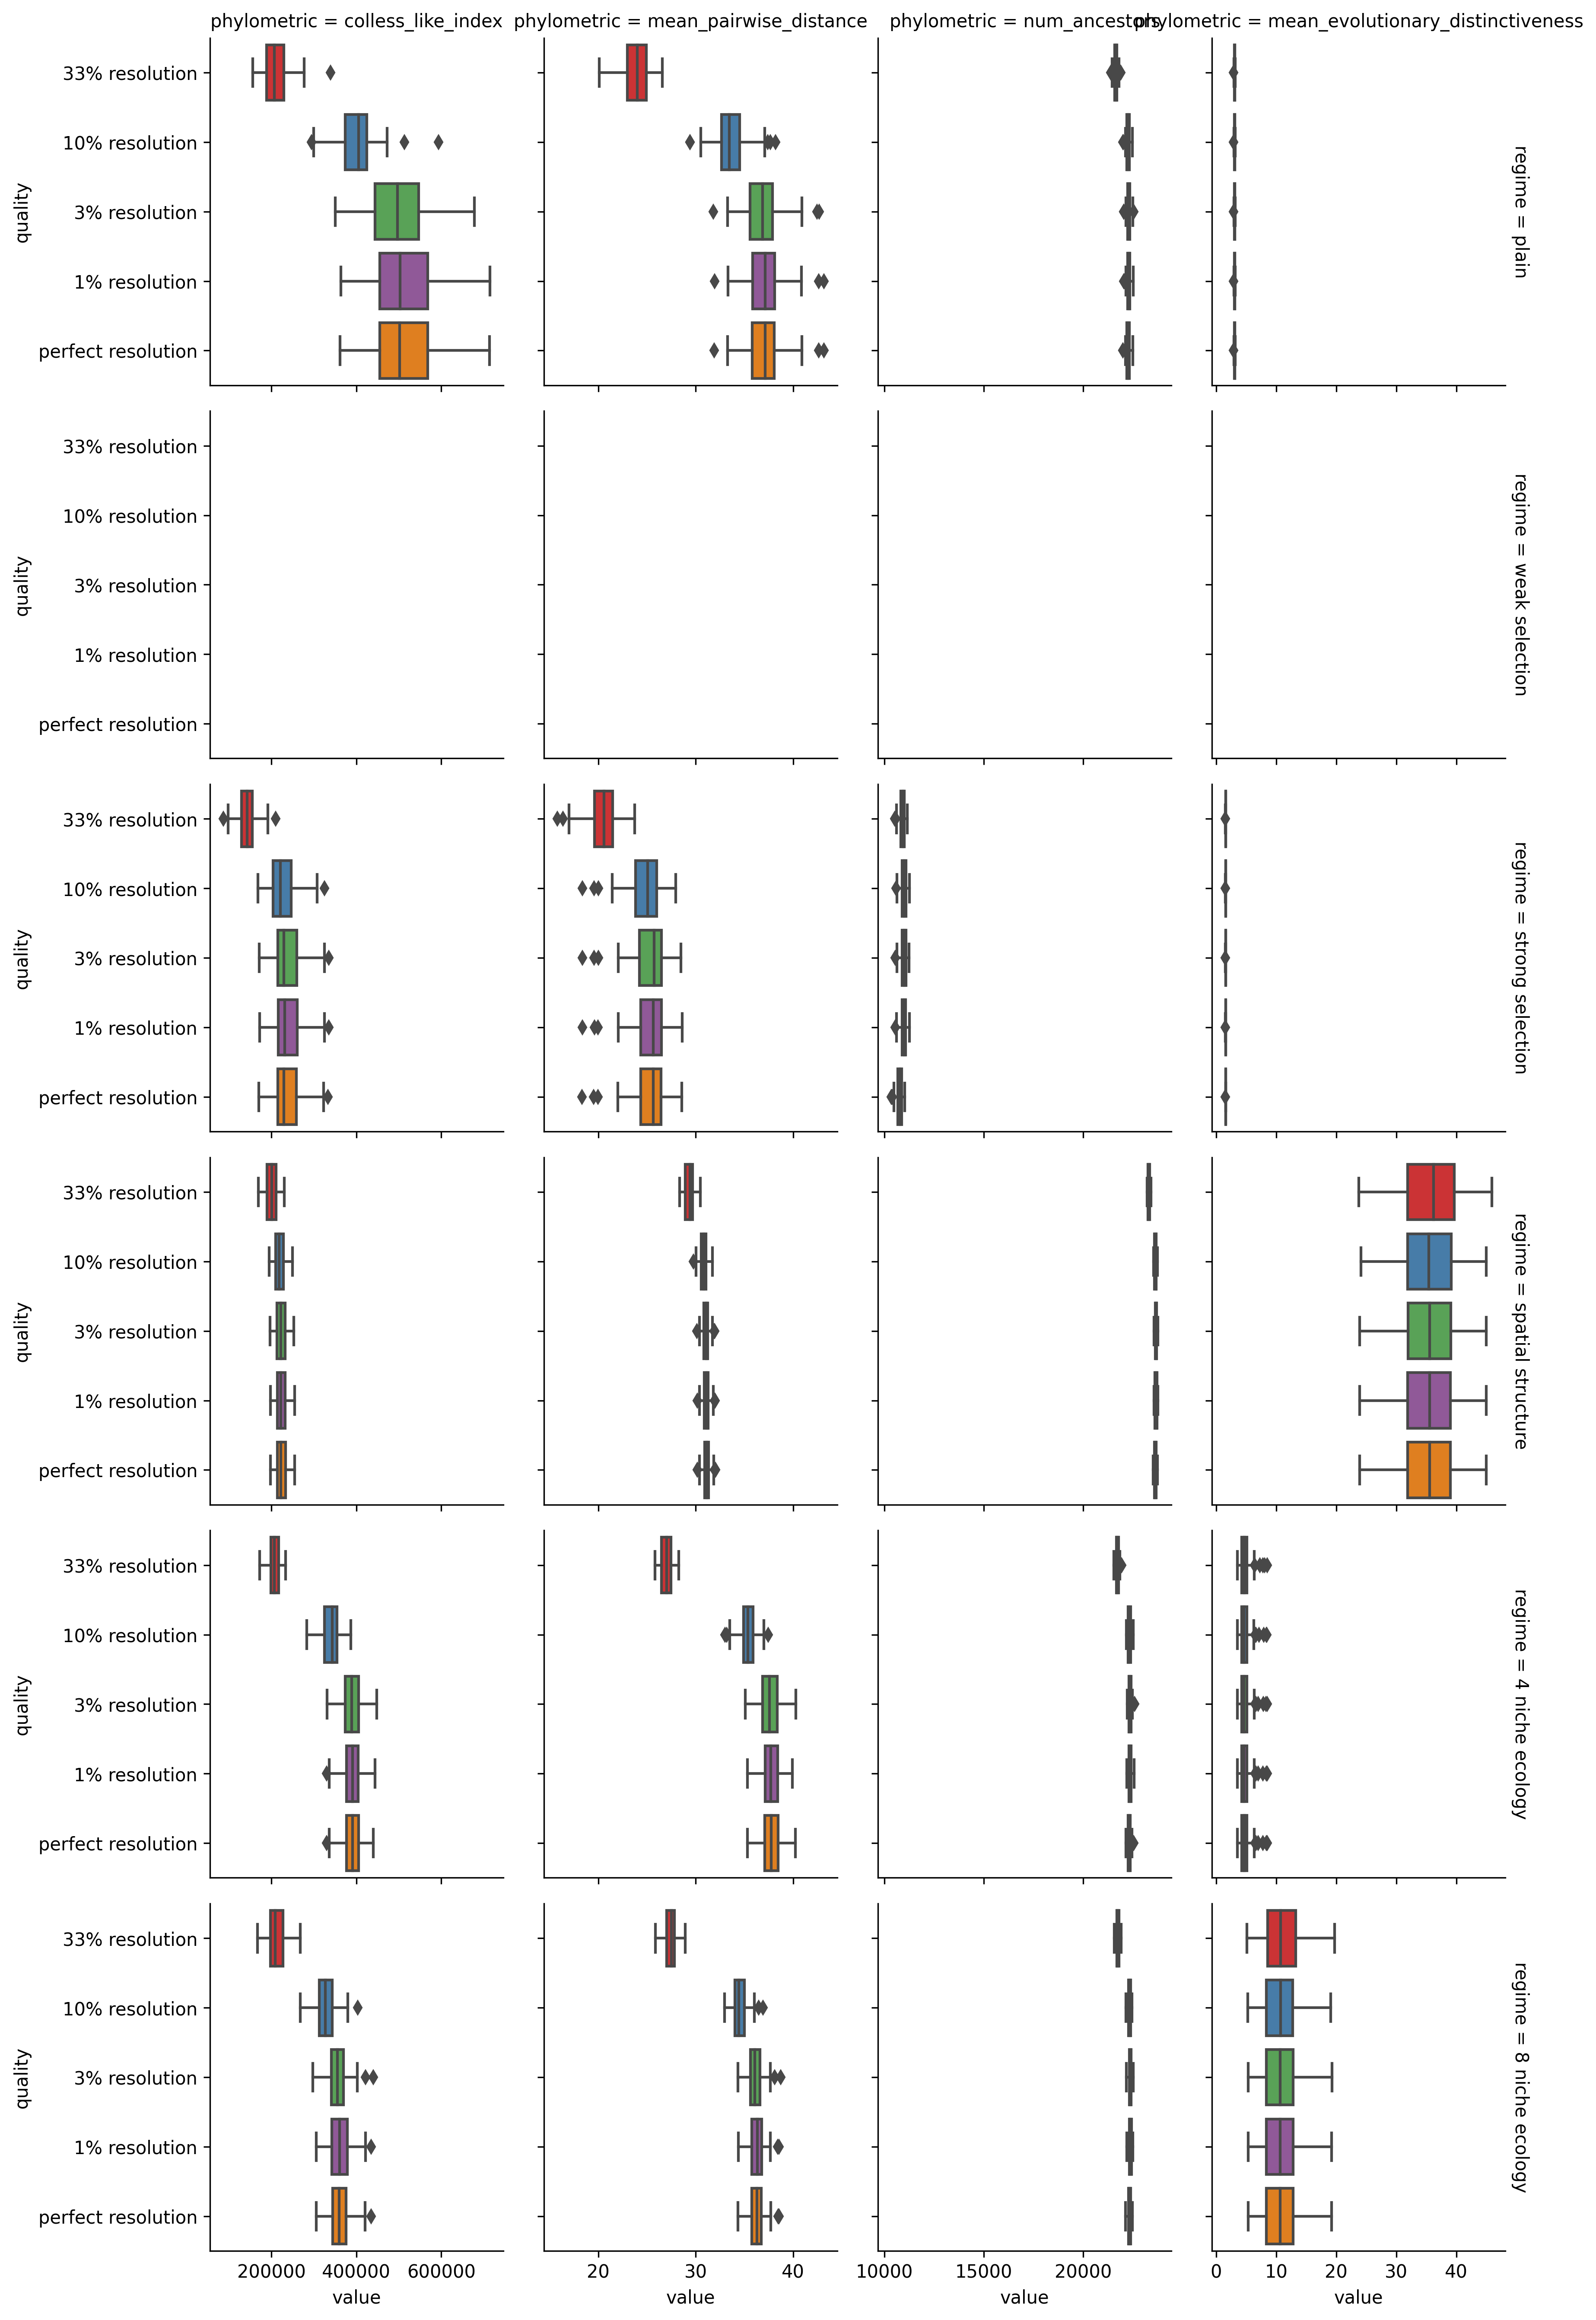 phylometric = colless_like_index
phylometric = mean_pairwise_distance
phylometric = num_ancestors
phylometric = mean_evolutionary_distinctiveness
quality
33% resolution
10% resolution
3% resolution
1% resolution
perfect resolution
regime = plain
quality
33% resolution
10% resolution
3% resolution
1% resolution
perfect resolution
regime = weak selection
quality
33% resolution
10% resolution
3% resolution
1% resolution
perfect resolution
regime = strong selection
quality
33% resolution
10% resolution
3% resolution
1% resolution
perfect resolution
regime = spatial structure
quality
33% resolution
10% resolution
3% resolution
1% resolution
perfect resolution
regime = 4 niche ecology
quality
33% resolution
10% resolution
3% resolution
1% resolution
perfect resolution
regime = 8 niche ecology
200000 400000 600000
20 30 40
10000 15000 20000
0 10 20 30 40
value
value
value
value